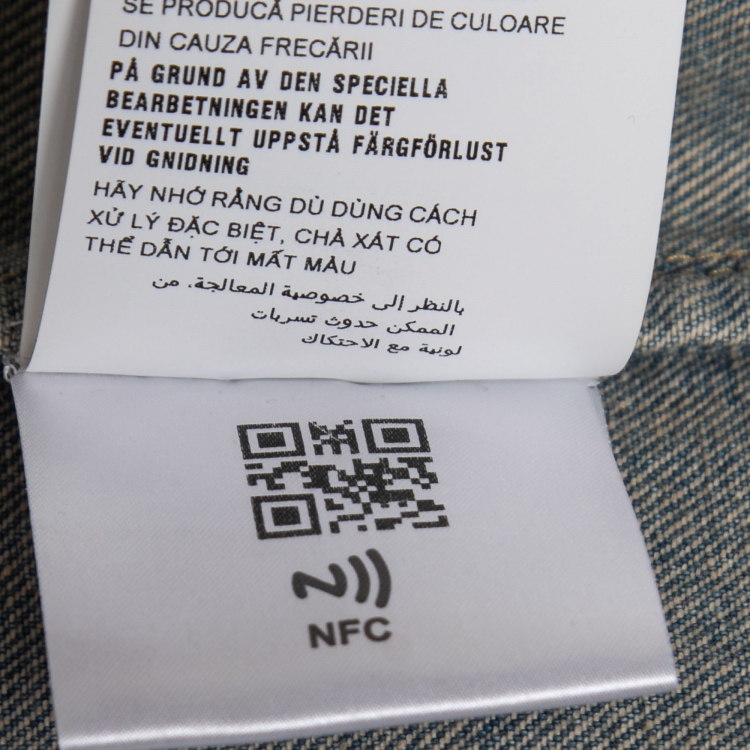 SE PRODUCĂ PIERDERI DE CULOARE
DIN CAUZA FRECĂRII
PÅ GRUND AV DEN SPECIELLA
BEARBETNINGEN KAN DET
EVENTUELLT UPPSTÅ FÄRGFÖRLUST
VID GNIDNING
HÃY NHỚ RẰNG DÙ DÙNG CÁCH
XỬ LÝ ĐẶC BIỆT, CHÀ XÁT CÓ
THỂ DẪN TỚI MẤT MÀU
بالنظر إلى خصوصية المعالجة، من
الممكن حدوث تسربات
لونية مع الاحتكاك
NFC